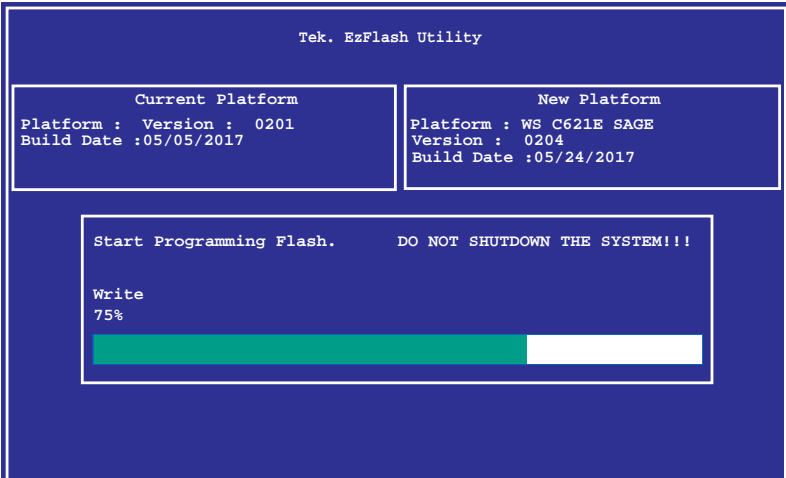 Tek. EzFlash Utility
Current Platform
Platform : Version : 0201
Build Date :05/05/2017
New Platform
Platform : WS C621E SAGE
Version : 0204
Build Date :05/24/2017
Start Programming Flash. DO NOT SHUTDOWN THE SYSTEM!!!
Write
75%